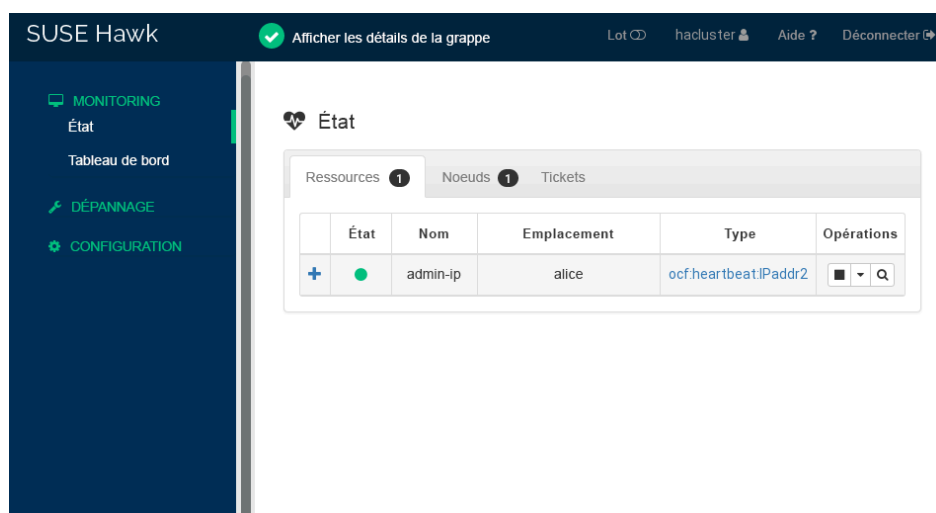 SUSE Hawk
Afficher les détails de la grappe
Lot
hacluster
Aide ?
Déconnecter
MONITORING
État
Tableau de bord
DÉPANNAGE
CONFIGURATION
État
Ressources 1 Noeuds 1 Tickets
État Nom Emplacement Type Opérations
admin-ip alice ocf:heartbeat:IPaddr2